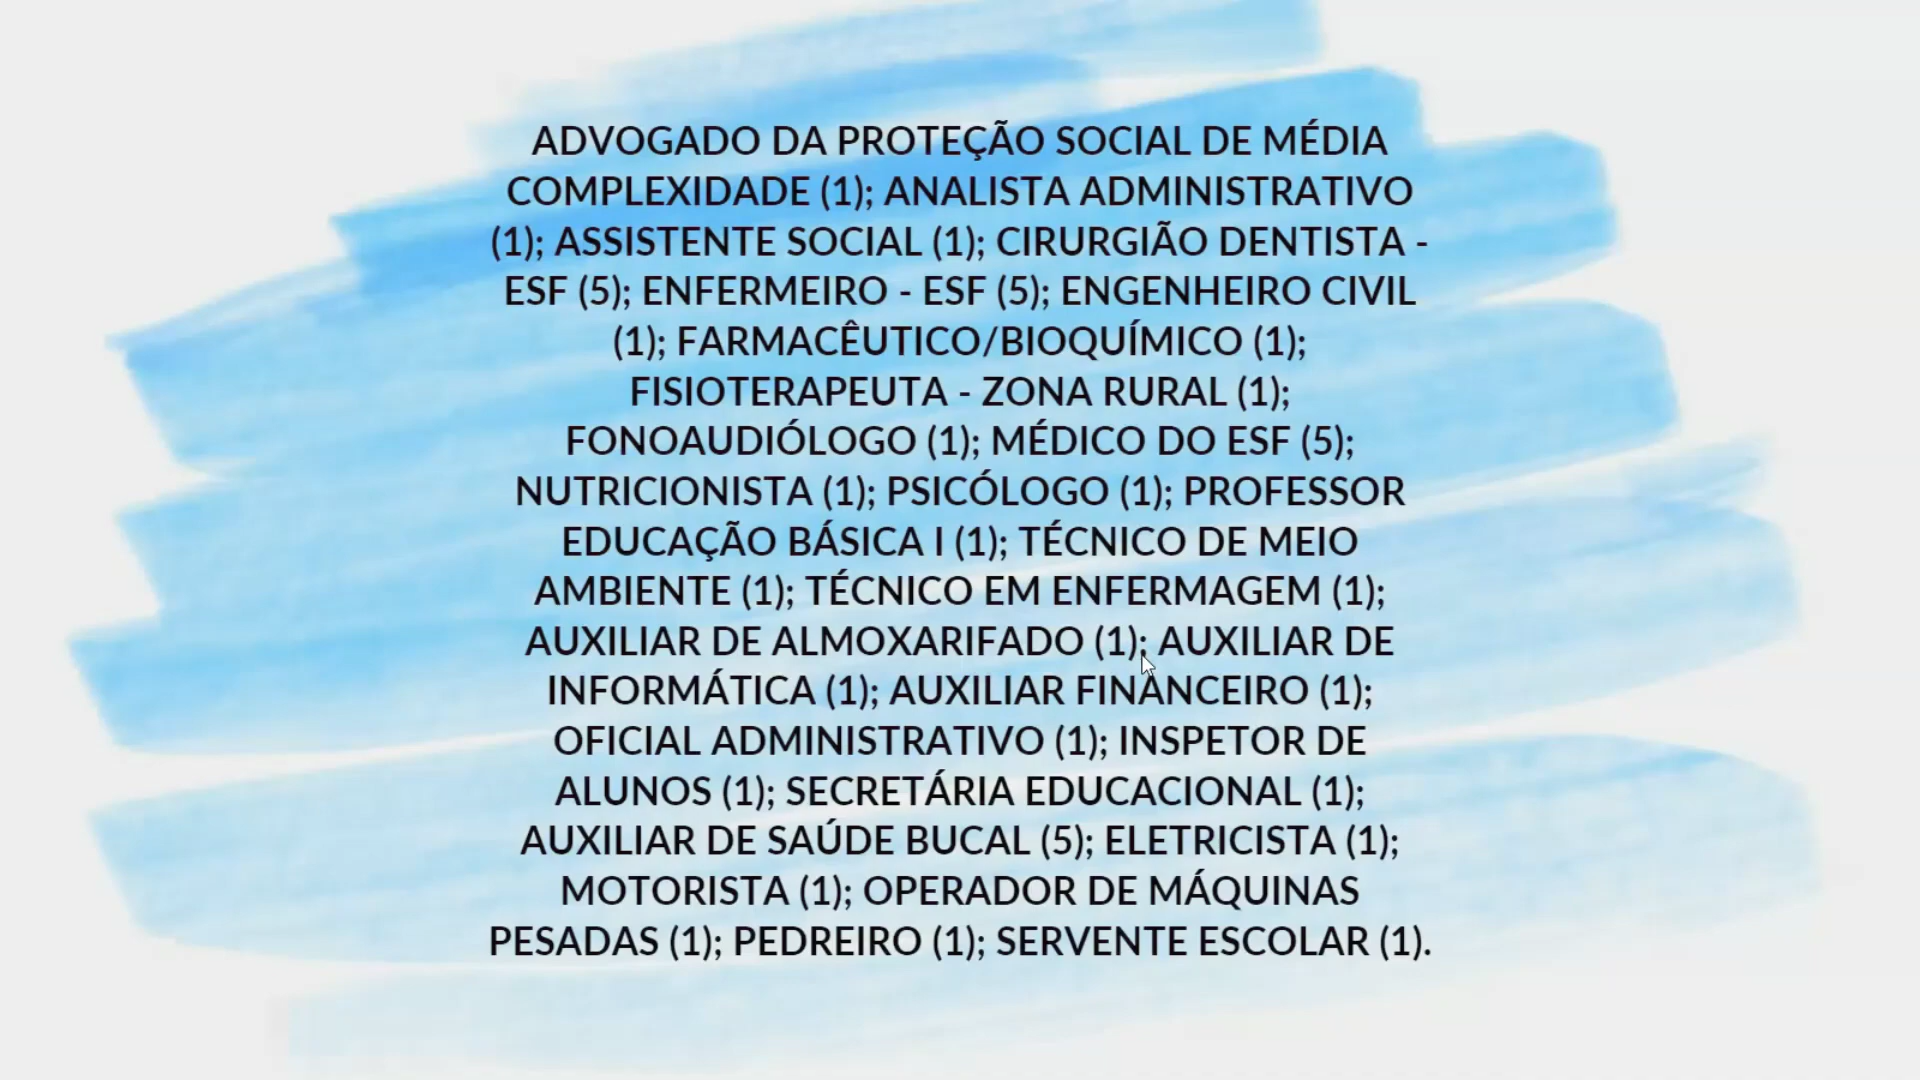 ADVOGADO DA PROTEÇÃO SOCIAL DE MÉDIA
COMPLEXIDADE (1); ANALISTA ADMINISTRATIVO
(1); ASSISTENTE SOCIAL (1); CIRURGIÃO DENTISTA -
ESF (5); ENFERMEIRO - ESF (5); ENGENHEIRO CIVIL
(1); FARMACÊUTICO/BIOQUÍMICO (1);
FISIOTERAPEUTA - ZONA RURAL (1);
FONOAUDIÓLOGO (1); MÉDICO DO ESF (5);
NUTRICIONISTA (1); PSICÓLOGO (1); PROFESSOR
EDUCAÇÃO BÁSICA I (1); TÉCNICO DE MEIO
AMBIENTE (1); TÉCNICO EM ENFERMAGEM (1);
AUXILIAR DE ALMOXARIFADO (1); AUXILIAR DE
INFORMÁTICA (1); AUXILIAR FINANCEIRO (1);
OFICIAL ADMINISTRATIVO (1); INSPETOR DE
ALUNOS (1); SECRETÁRIA EDUCACIONAL (1);
AUXILIAR DE SAÚDE BUCAL (5); ELETRICISTA (1);
MOTORISTA (1); OPERADOR DE MÁQUINAS
PESADAS (1); PEDREIRO (1); SERVENTE ESCOLAR (1).